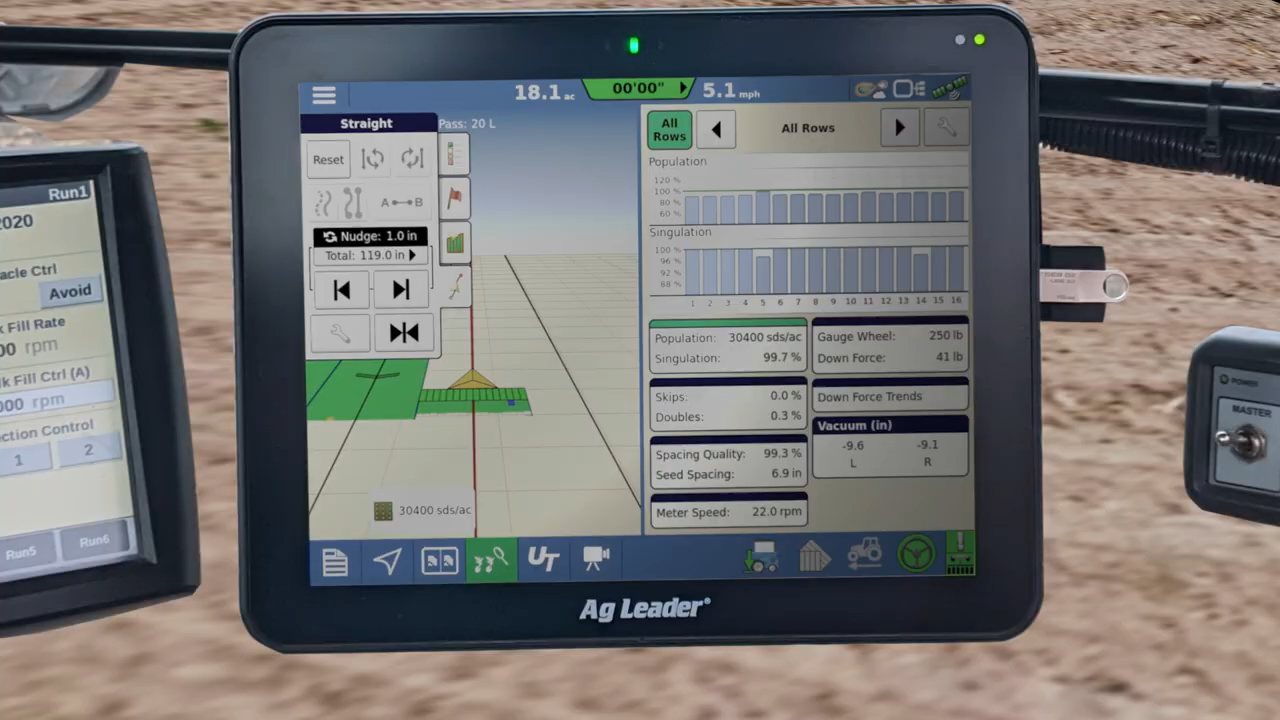 Run1
2020
acle Ctrl
Avoid
k Fill Rate
00 rpm
lk Fill Ctrl (A)
000 rpm
ection Control
1 2
Run5 Run6
18.1 ac 00'00" 5.1 mph
Straight
Pass: 20 L
Reset
A B
Nudge: 1.0 in
Total: 119.0 in
30400 sds/ac
All Rows
All Rows
Population
120 %
100 %
80 %
60 %
Singulation
100 %
96 %
92 %
88 %
1 2 3 4 5 6 7 8 9 10 11 12 13 14 15 16
Population: 30400 sds/ac
Singulation: 99.7 %
Skips: 0.0 %
Doubles: 0.3 %
Spacing Quality: 99.3 %
Seed Spacing: 6.9 in
Meter Speed: 22.0 rpm
Gauge Wheel: 250 lb
Down Force: 41 lb
Down Force Trends
Vacuum (in)
-9.6 -9.1
L R
UT
Ag Leader®
POWER
MASTER